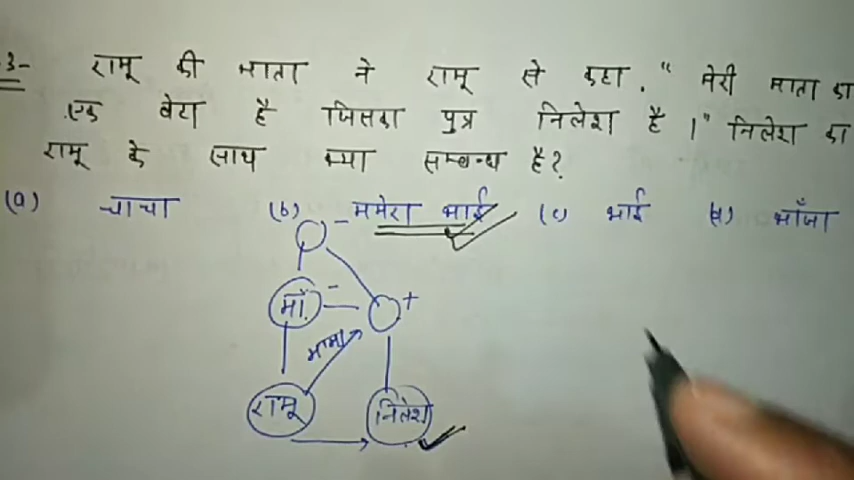 3- रामू की माता ने रामू से कहा, "मेरी माता का
एक बेटा है जिसका पुत्र निलेश है ।" निलेश का
रामू के साथ क्या सम्बन्ध है?
(a) चाचा (b) ममेरा भाई (c) भाई (d) भाँजा
-
माँ - +
मामा
रामू निलेश